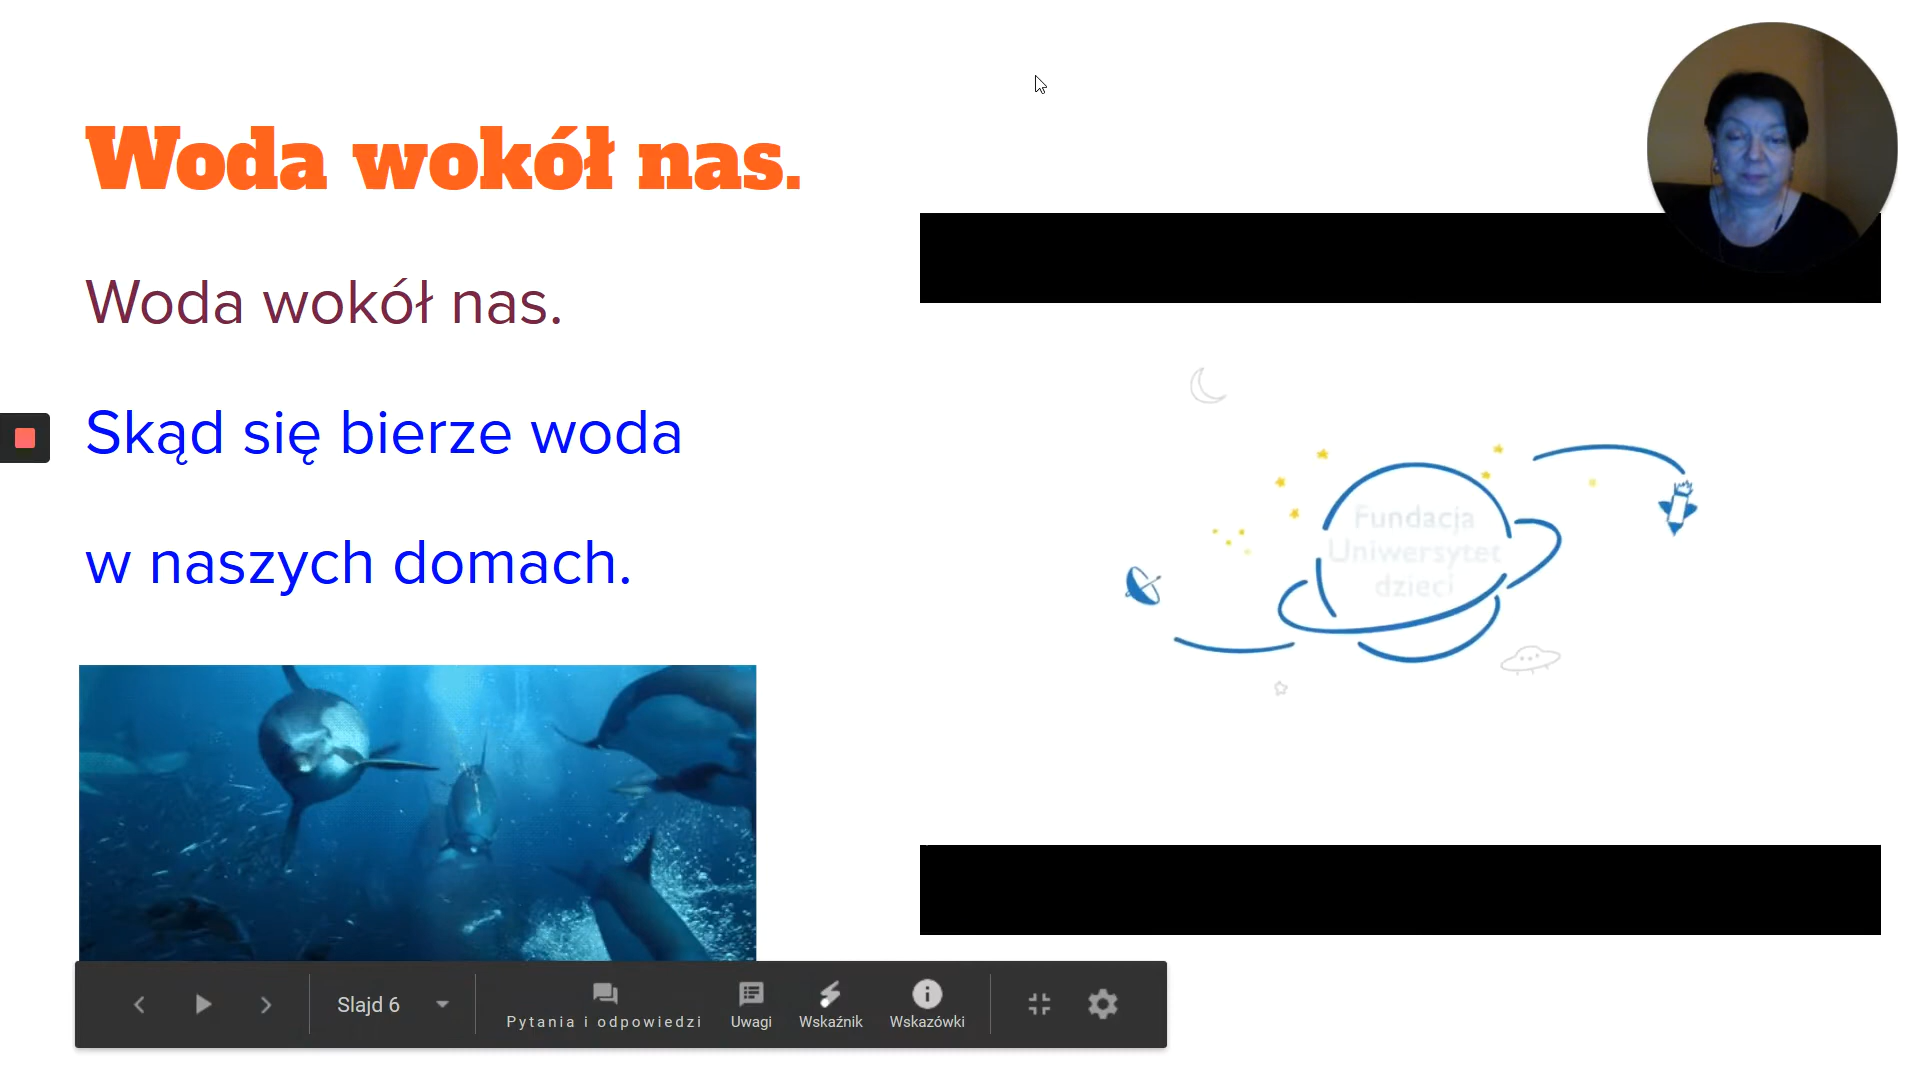 Woda wokół nas.
Woda wokół nas.
Skąd się bierze woda
w naszych domach.
Fundacja
Uniwersytet
dzieci
Slajd 6
Pytania i odpowiedzi
Uwagi
Wskaźnik
Wskazówki